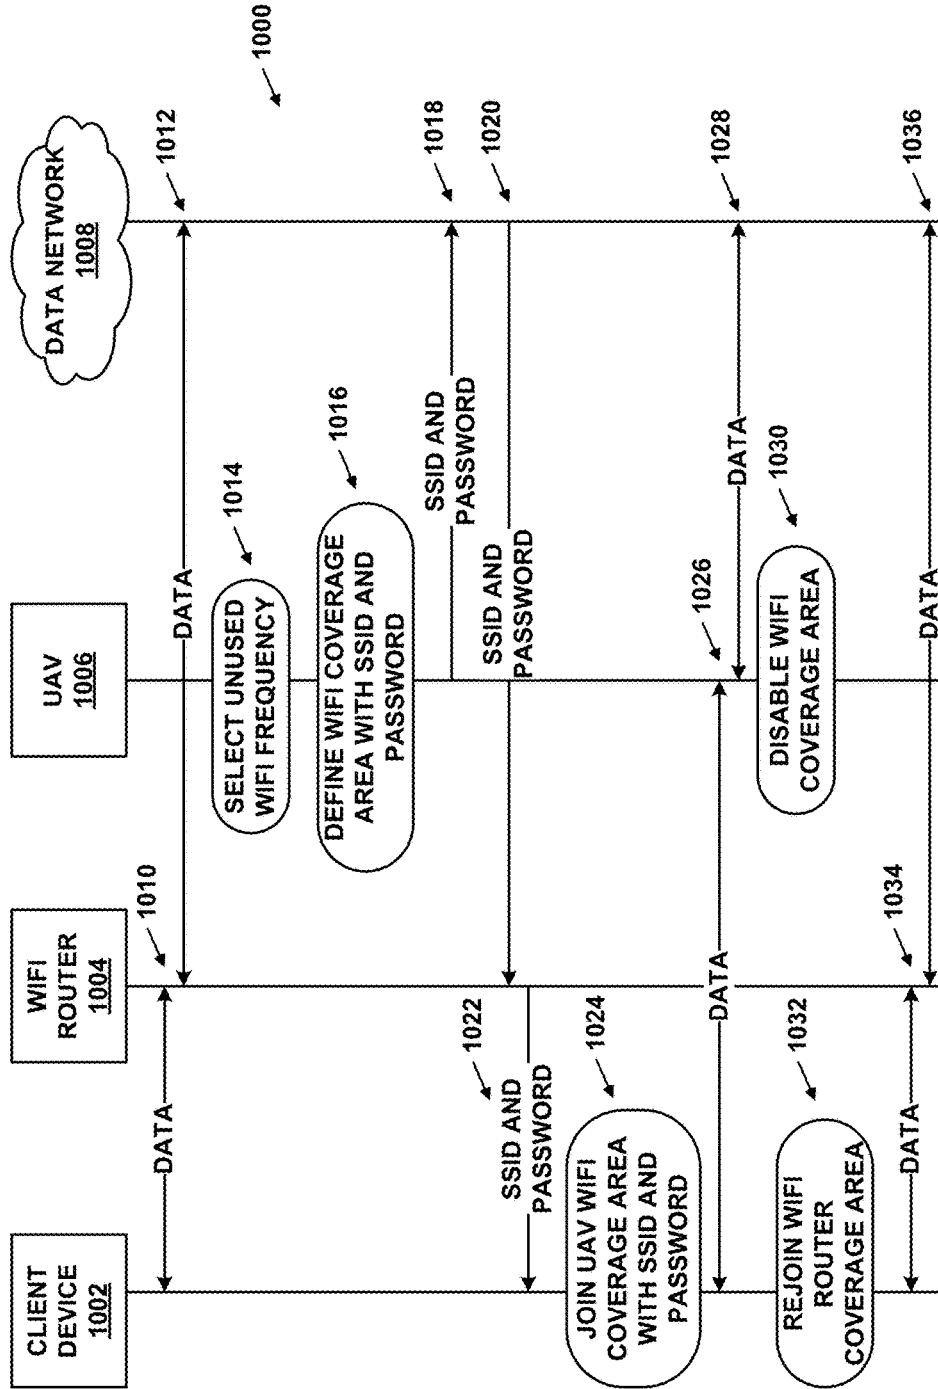 CLIENT
DEVICE
1002
WIFI
ROUTER
1004
UAV
1006
DATA NETWORK
1008
1000
1010
DATA
1012
DATA
SELECT UNUSED
WIFI FREQUENCY
1014
DEFINE WIFI COVERAGE
AREA WITH SSID AND
PASSWORD
1016
SSID AND
PASSWORD
1018
SSID AND
PASSWORD
1020
1022
SSID AND
PASSWORD
JOIN UAV WIFI
COVERAGE AREA
WITH SSID AND
PASSWORD
1024
DATA
1026
DATA
1028
DISABLE WIFI
COVERAGE AREA
1030
REJOIN WIFI
ROUTER
COVERAGE AREA
1032
DATA
1034
DATA
1036